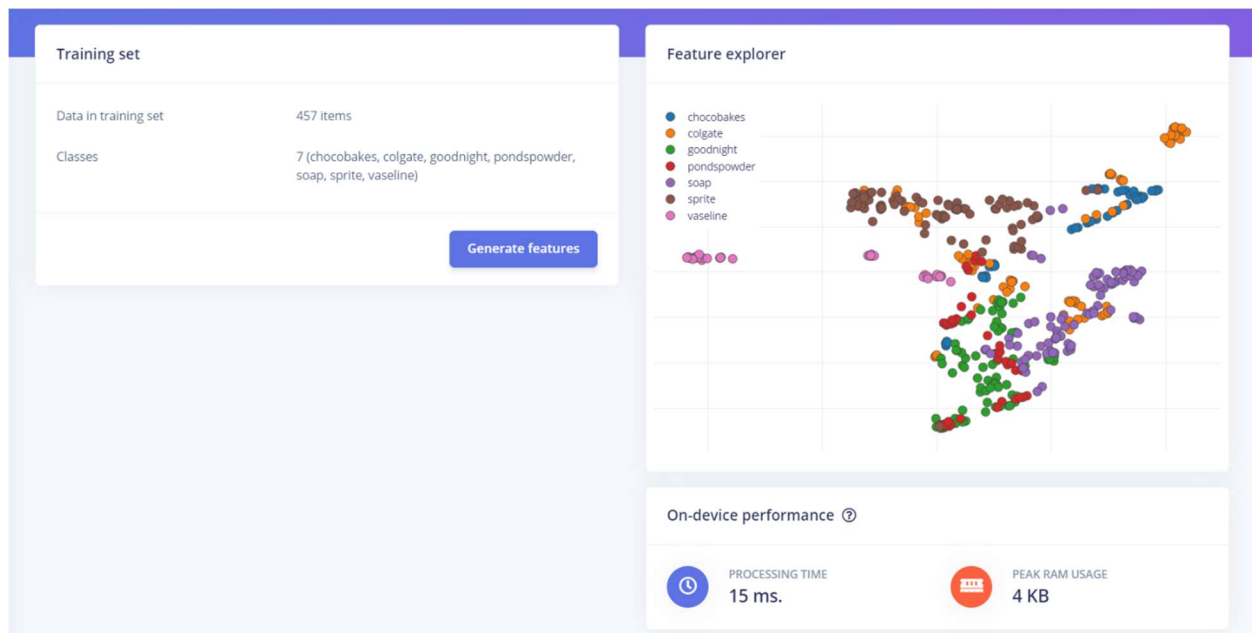 Training set
Data in training set 457 items
Classes 7 (chocobakes, colgate, goodnight, pondspowder,
soap, sprite, vaseline)
Generate features
Feature explorer
chocobakes
colgate
goodnight
pondspowder
soap
sprite
vaseline
On-device performance ?
PROCESSING TIME
15 ms.
PEAK RAM USAGE
4 KB